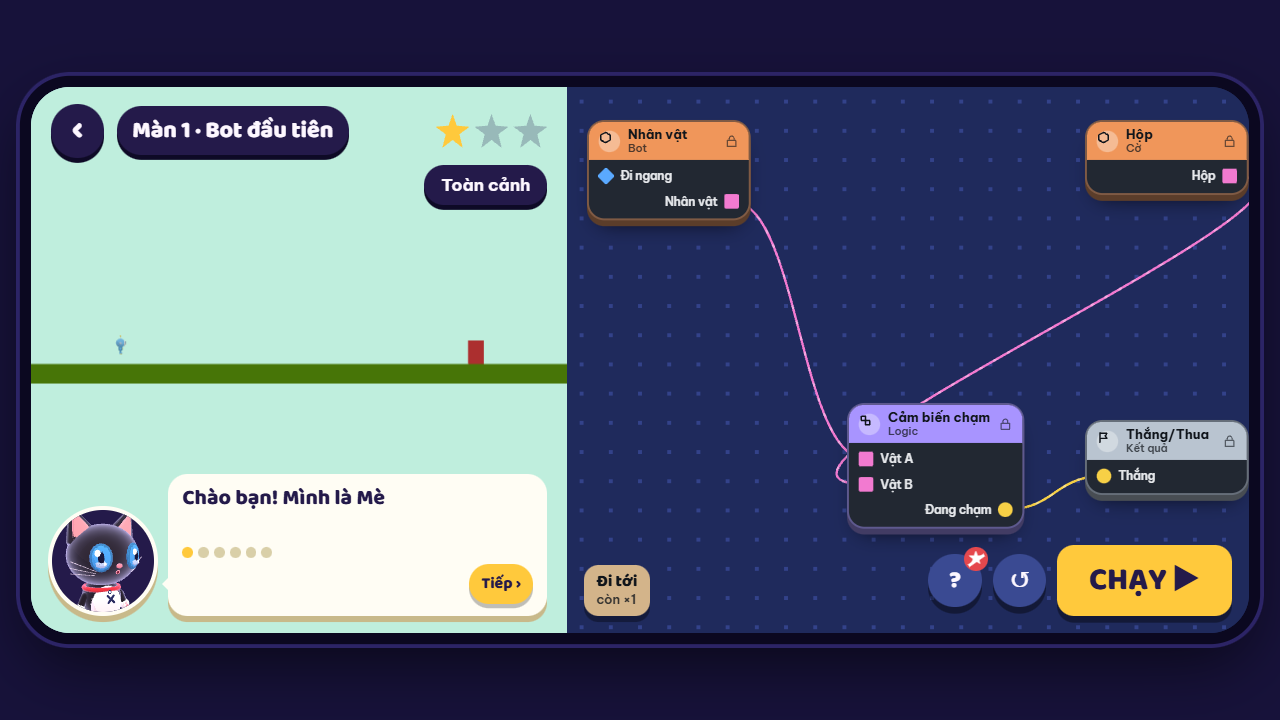 Màn 1 · Bot đầu tiên
Toàn cảnh
Chào bạn! Mình là Mè
Tiếp ›
Nhân vật
Bot
Đi ngang
Nhân vật
Hộp
Cờ
Hộp
Cảm biến chạm
Logic
Vật A
Vật B
Đang chạm
Thắng/Thua
Kết quả
Thắng
Đi tới
còn ×1
?
CHẠY